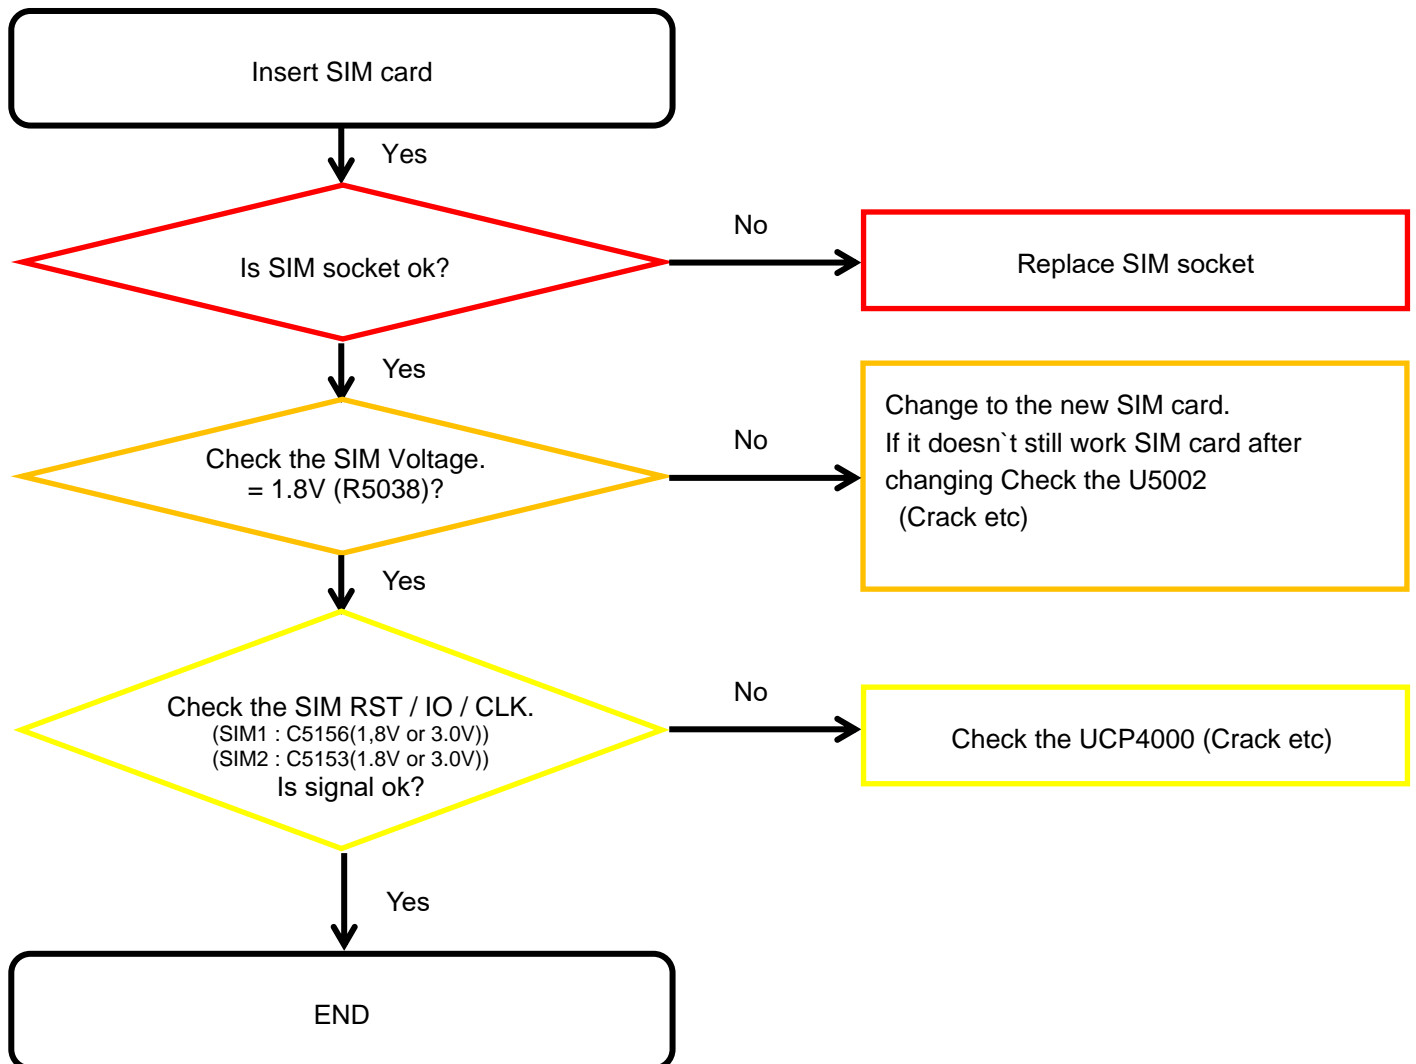 Insert SIM card
Yes
Is SIM socket ok?
No
Replace SIM socket
Yes
Check the SIM Voltage.
= 1.8V (R5038)?
No
Change to the new SIM card.
If it doesn`t still work SIM card after
changing Check the U5002
(Crack etc)
Yes
Check the SIM RST / IO / CLK.
(SIM1 : C5156(1,8V or 3.0V))
(SIM2 : C5153(1.8V or 3.0V))
Is signal ok?
No
Check the UCP4000 (Crack etc)
Yes
END